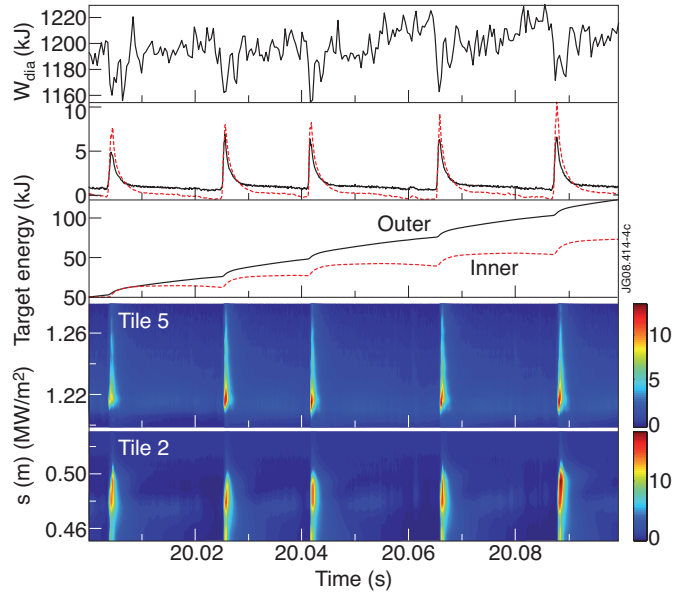 1220
1200
1180
1160
W_dia (kJ)
10
5
0
100
50
50
Target energy (kJ)
Outer
Inner
JG08.414-4c
Tile 5
1.26
1.22
10
5
0
Tile 2
0.50
0.46
10
5
0
s (m) (MW/m²)
20.02 20.04 20.06 20.08
Time (s)